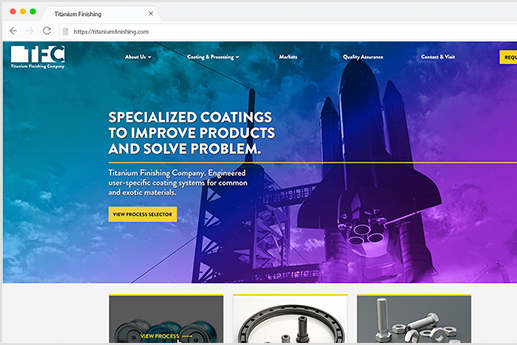 Titanium Finishing
https://titaniumfinishing.com
TFC
Titanium Finishing Company
About Us
Coating & Processing
Markets
Quality Assurance
Contact & Visit
REQU
SPECIALIZED COATINGS
TO IMPROVE PRODUCTS
AND SOLVE PROBLEM.
Titanium Finishing Company. Engineered
user-specific coating systems for common
and exotic materials.
VIEW PROCESS SELECTOR
VIEW PROCESS